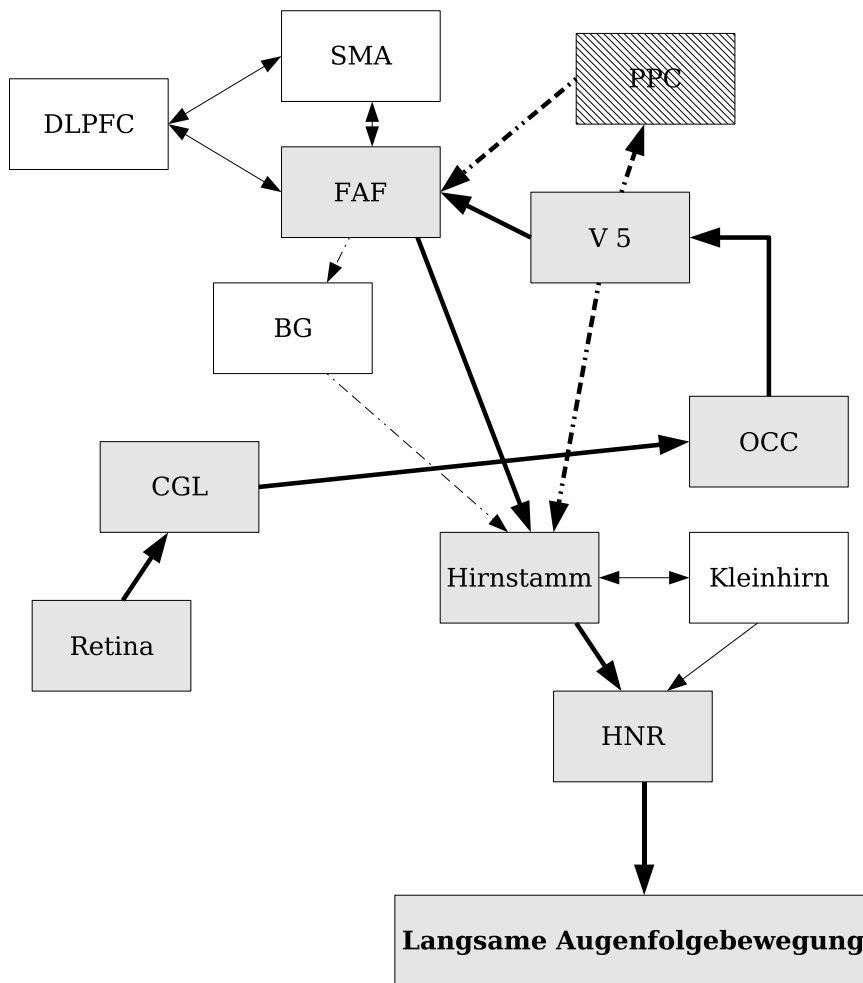 SMA
PPC
DLPFC
FAF
V 5
BG
OCC
CGL
Hirnstamm
Kleinhirn
Retina
HNR
Langsame Augenfolgebewegung